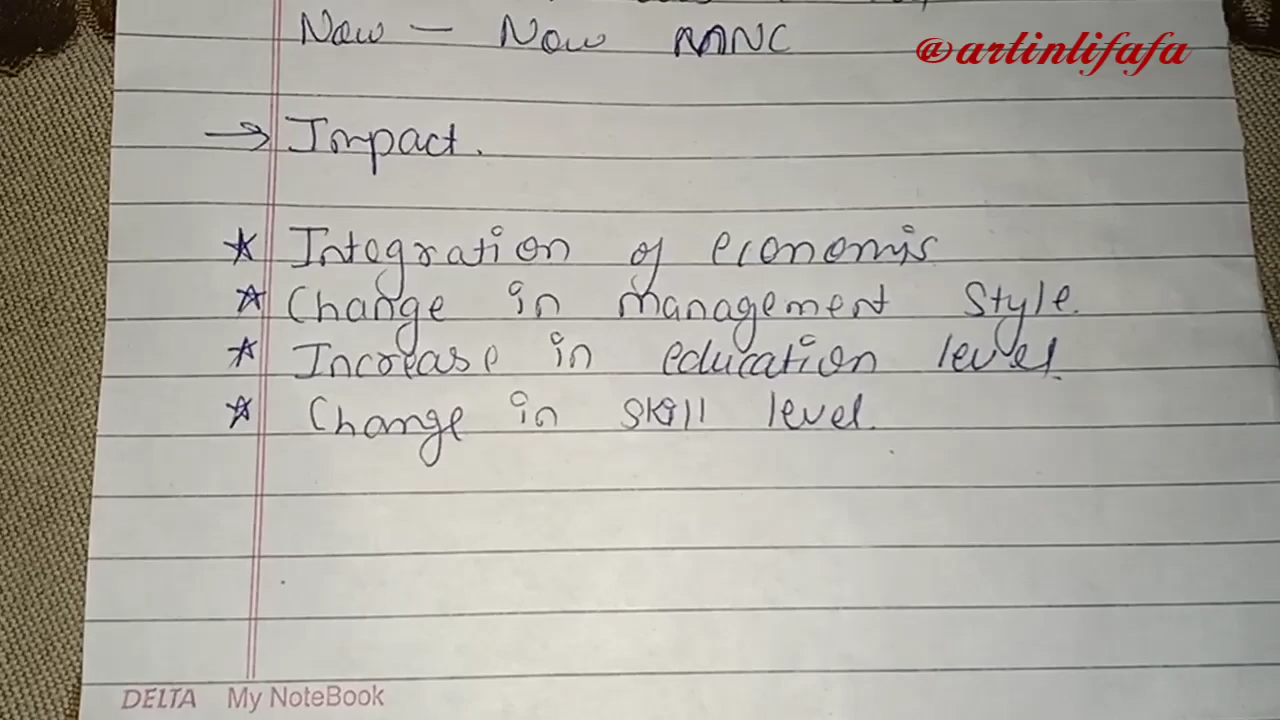 Now — Now MNC
@artinlifafa
→ Impact.
☆ Integration of economis
☆ Change in management Style.
☆ Increase in education level.
☆ Change in skill level.
DELTA My NoteBook